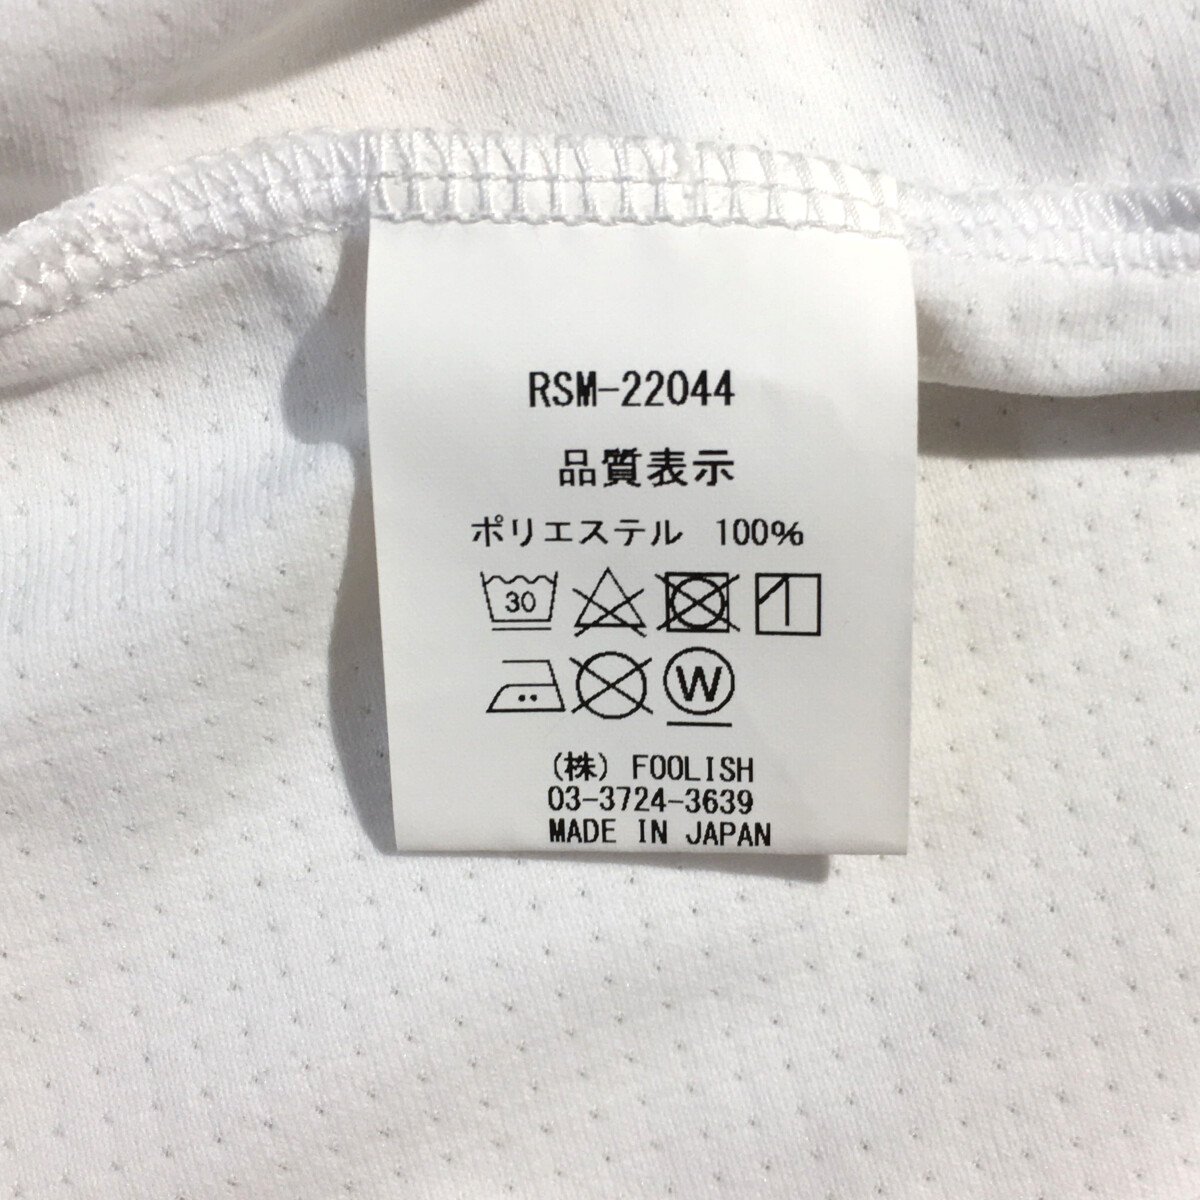 RSM-22044
品質表示
ポリエステル 100%
30
W
(株) FOOLISH
03-3724-3639
MADE IN JAPAN